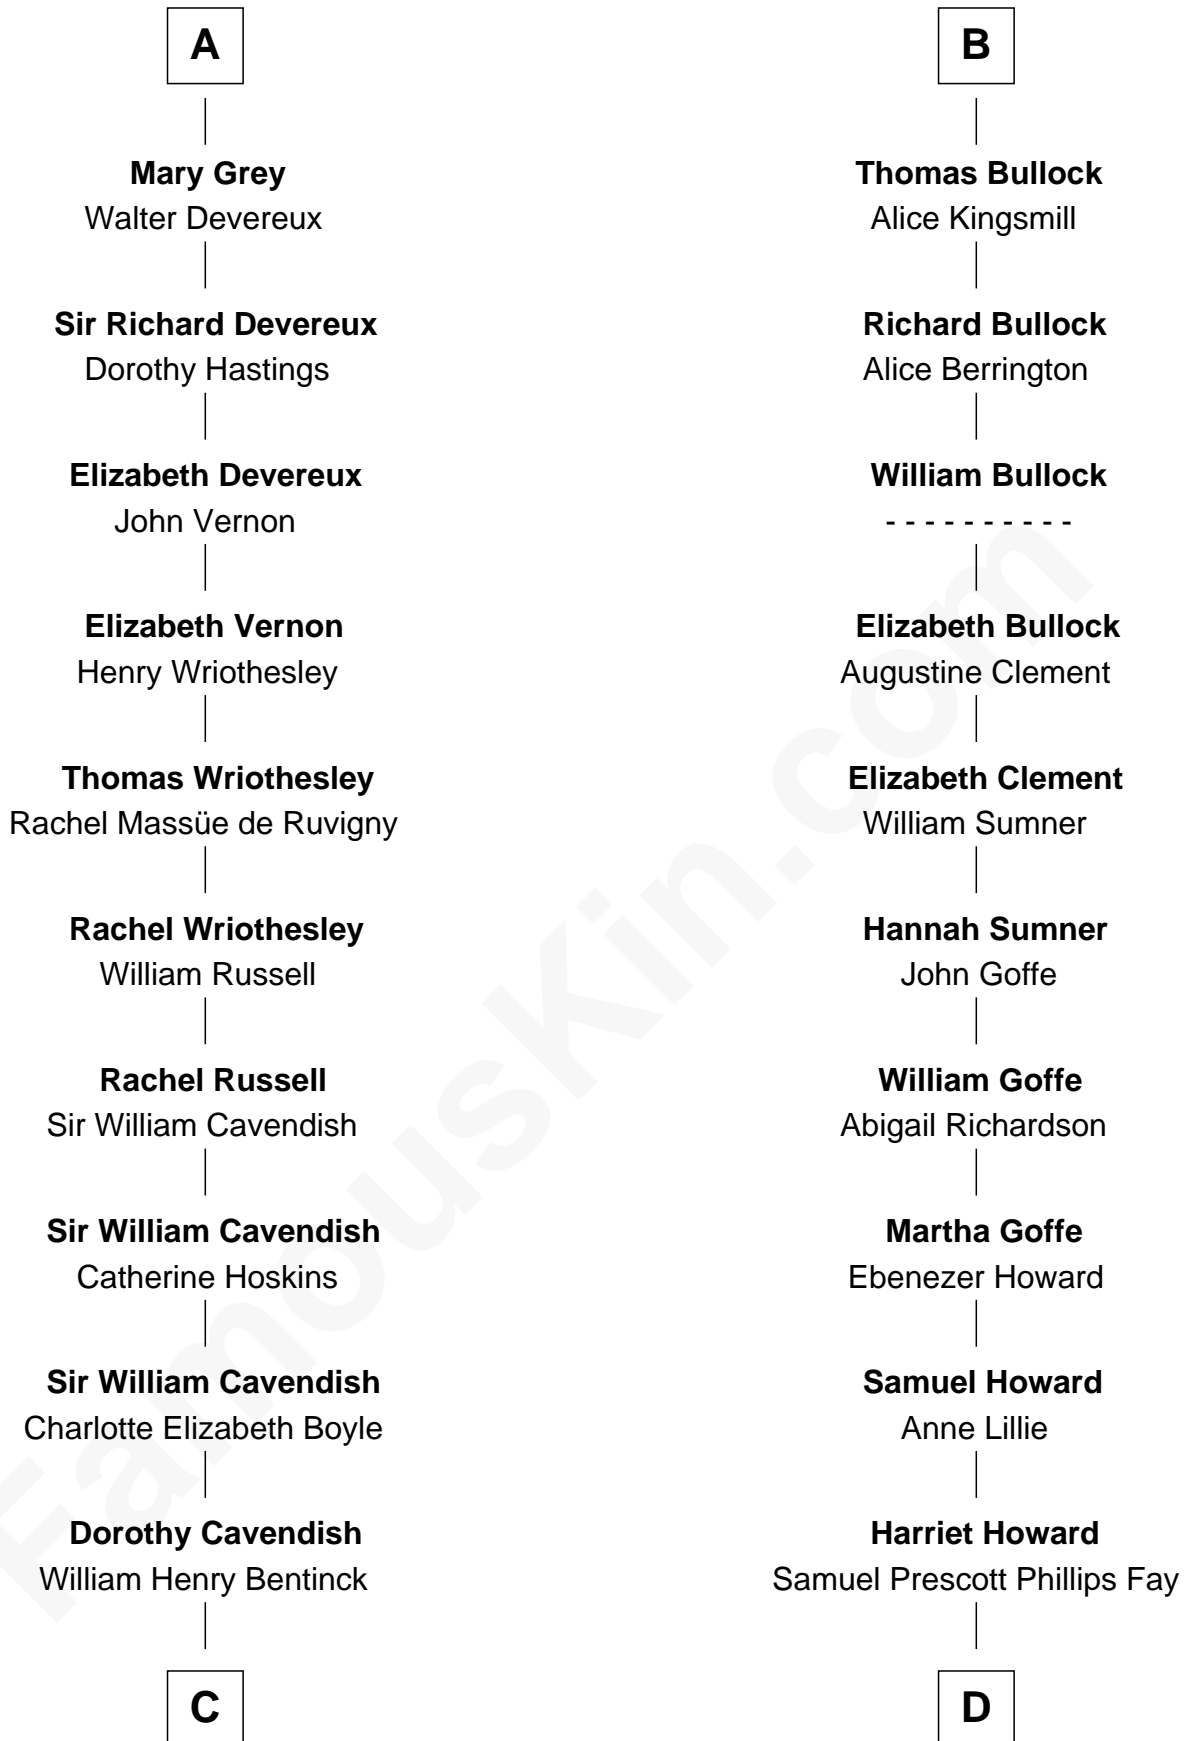 A
Mary Grey
Walter Devereux
Sir Richard Devereux
Dorothy Hastings
Elizabeth Devereux
John Vernon
Elizabeth Vernon
Henry Wriothesley
Thomas Wriothesley
Rachel Massüe de Ruvigny
Rachel Wriothesley
William Russell
Rachel Russell
Sir William Cavendish
Sir William Cavendish
Catherine Hoskins
Sir William Cavendish
Charlotte Elizabeth Boyle
Dorothy Cavendish
William Henry Bentinck
C
B
Thomas Bullock
Alice Kingsmill
Richard Bullock
Alice Berrington
William Bullock
- - - - - - - - - -
Elizabeth Bullock
Augustine Clement
Elizabeth Clement
William Sumner
Hannah Sumner
John Goffe
William Goffe
Abigail Richardson
Martha Goffe
Ebenezer Howard
Samuel Howard
Anne Lillie
Harriet Howard
Samuel Prescott Phillips Fay
D
FamousKin.com